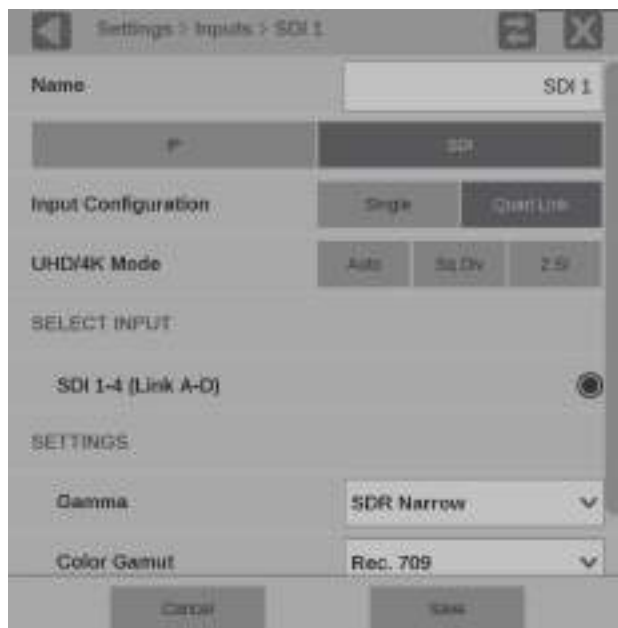 Settings > Inputs > SDI 1
Name
SDI 1
IP
SDI
Input Configuration
Single
Quad Link
UHD/4K Mode
Auto
Sq.Div
2.SI
SELECT INPUT
SDI 1-4 (Link A-D)
SETTINGS
Gamma
SDR Narrow
Color Gamut
Rec. 709
Cancel
Save